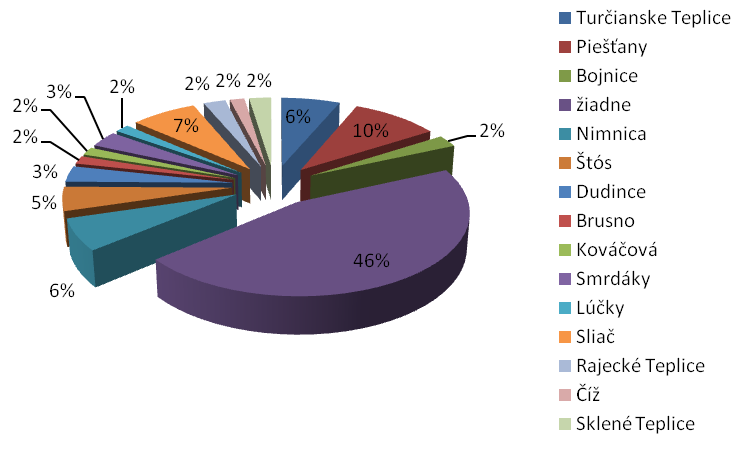 6%
10%
2%
46%
6%
5%
3%
2%
2%
3%
2%
7%
2%
2%
2%
Turčianske Teplice
Piešťany
Bojnice
žiadne
Nimnica
Štós
Dudince
Brusno
Kováčová
Smrdáky
Lúčky
Sliač
Rajecké Teplice
Číž
Sklené Teplice